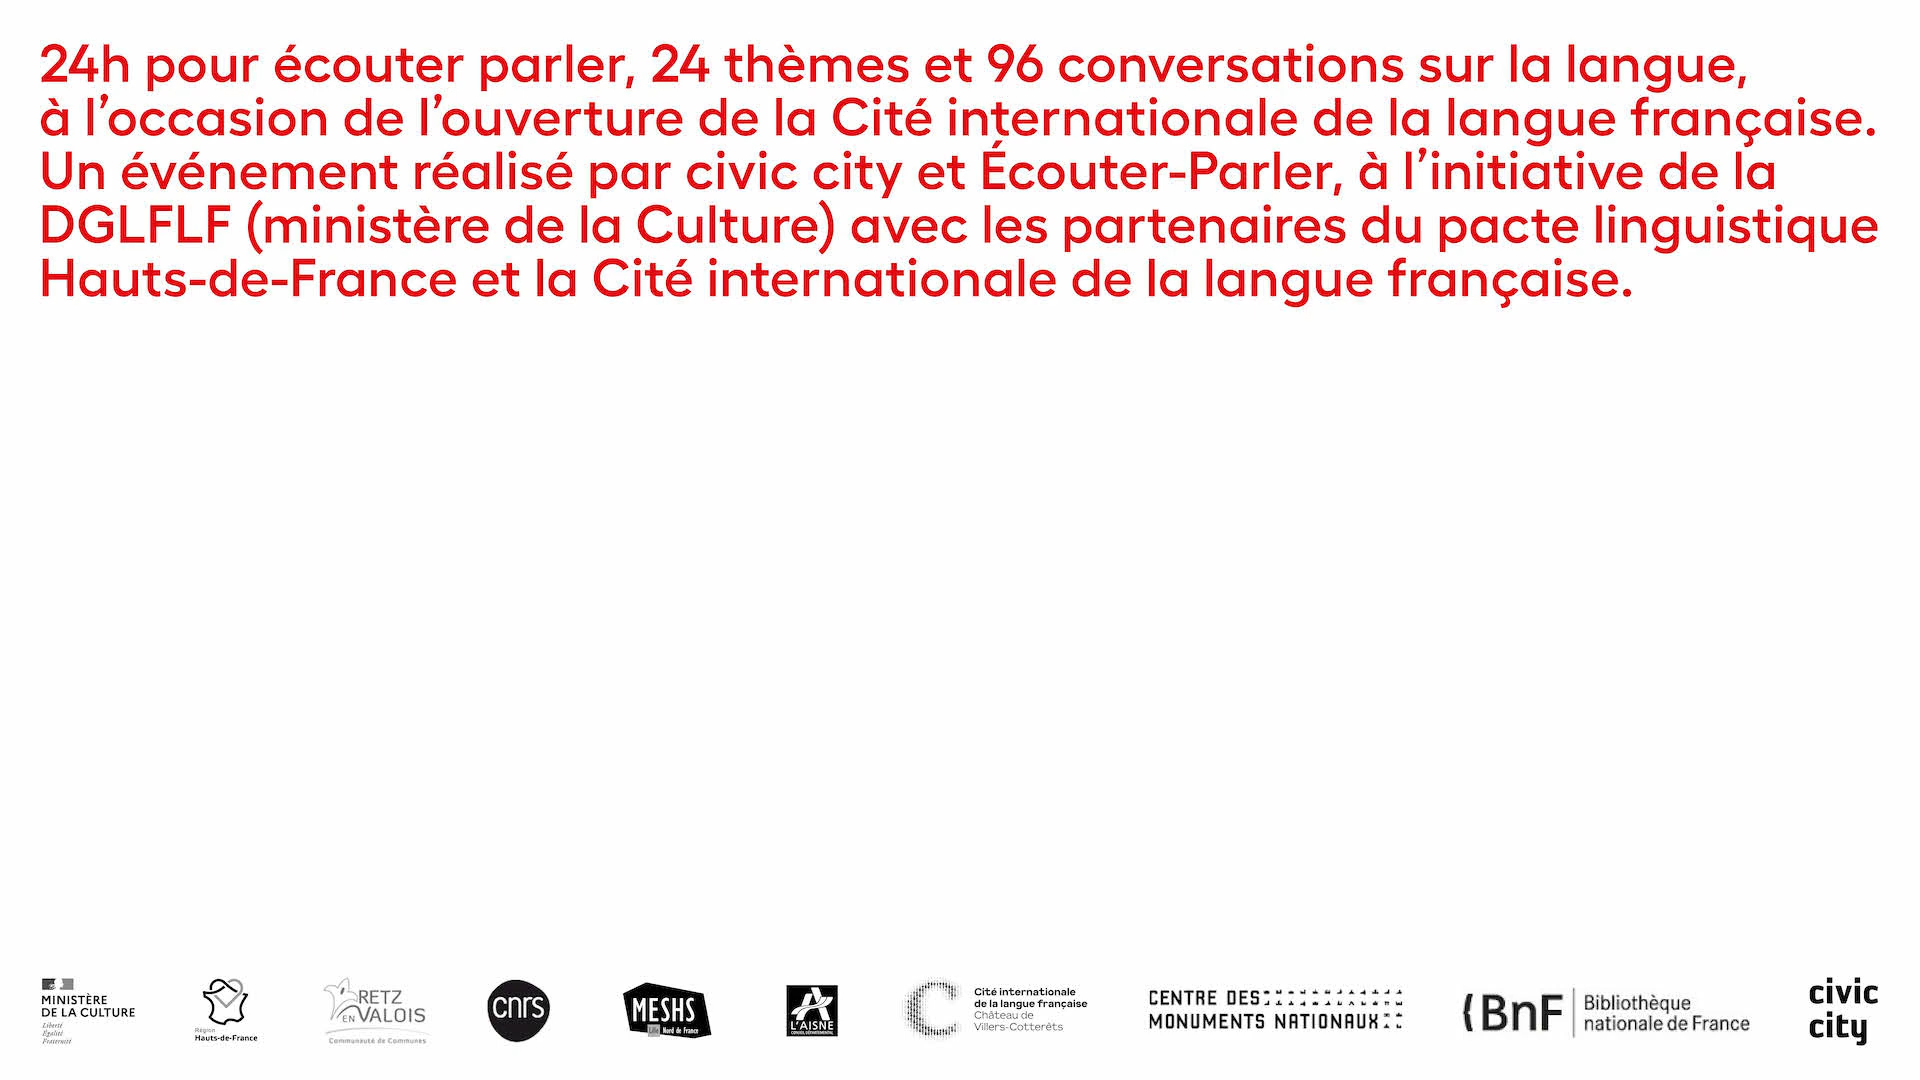 24h pour écouter parler, 24 thèmes et 96 conversations sur la langue,
à l’occasion de l’ouverture de la Cité internationale de la langue française.
Un événement réalisé par civic city et Écouter-Parler, à l’initiative de la
DGLFLF (ministère de la Culture) avec les partenaires du pacte linguistique
Hauts-de-France et la Cité internationale de la langue française.
MINISTÈRE
DE LA CULTURE
Liberté
Égalité
Fraternité
Région
Hauts-de-France
RETZ
EN VALOIS
Communauté de Communes
cnrs
MESHS
Lille Nord de France
L'AISNE
CONSEIL DÉPARTEMENTAL
Cité internationale
de la langue française
Château de
Villers-Cotterêts
CENTRE DES
MONUMENTS NATIONAUX
BnF
Bibliothèque
nationale de France
civic
city